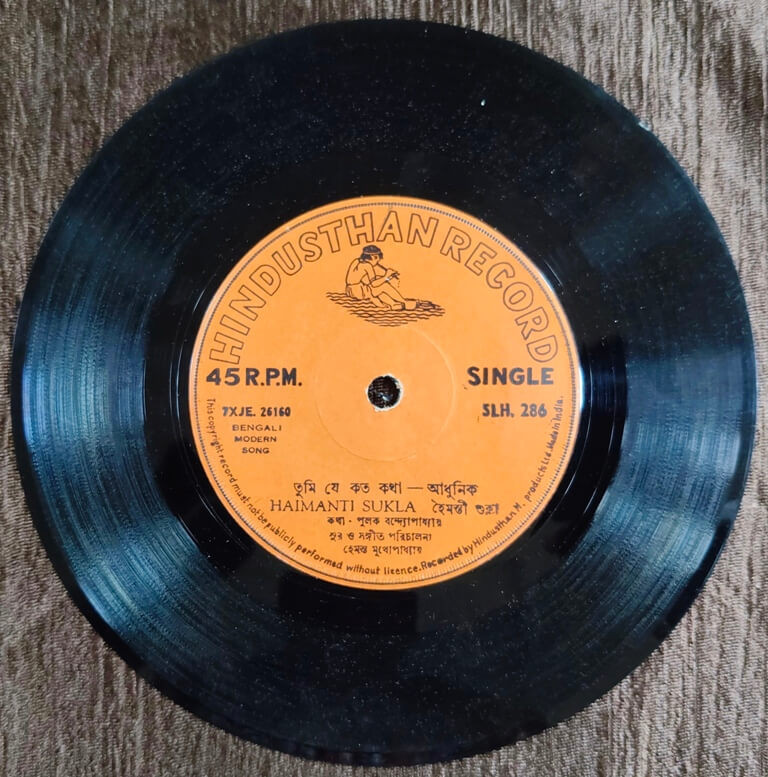 HINDUSTHAN RECORD
45 R.P.M.
SINGLE
7XJE. 26160
SLH. 286
BENGALI
MODERN
SONG
তুমি যে কত কথা — আধুনিক
HAIMANTI SUKLA হৈমন্তী শুক্লা
কথা · পুলক বন্দ্যোপাধ্যায়
সুর ও সঙ্গীত পরিচালনা
হেমন্ত মুখোপাধ্যায়
This copyright record must not be publicly performed without licence. Recorded by Hindusthan M. products Ltd. Made in India.